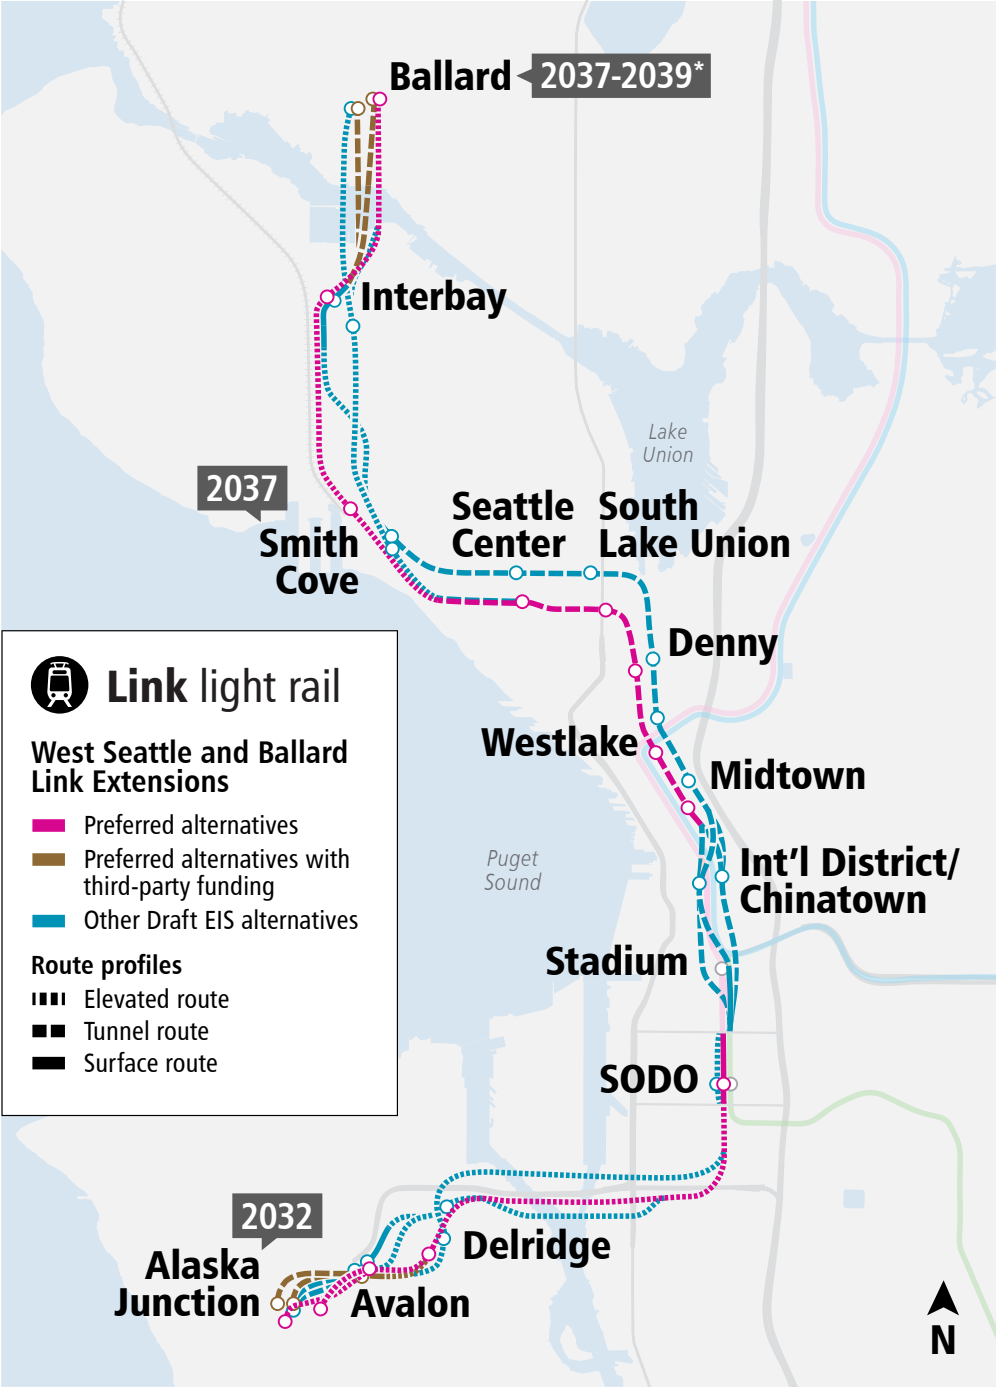 Ballard
2037-2039*
Interbay
Lake
Union
2037
Smith
Cove
Seattle
Center
South
Lake Union
Denny
Westlake
Midtown
Puget
Sound
Int'l District/
Chinatown
Stadium
SODO
Link light rail
West Seattle and Ballard
Link Extensions
Preferred alternatives
Preferred alternatives with
third-party funding
Other Draft EIS alternatives
Route profiles
Elevated route
Tunnel route
Surface route
2032
Alaska
Junction
Avalon
Delridge
N